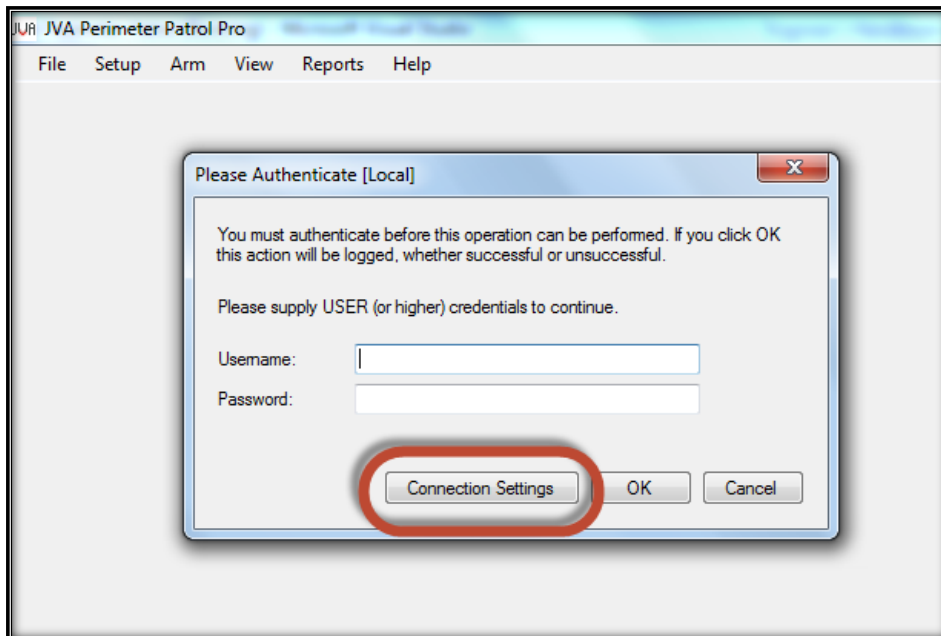 JVA JVA Perimeter Patrol Pro
File Setup Arm View Reports Help
Please Authenticate [Local]
You must authenticate before this operation can be performed. If you click OK
this action will be logged, whether successful or unsuccessful.
Please supply USER (or higher) credentials to continue.
Username:
Password:
Connection Settings OK Cancel